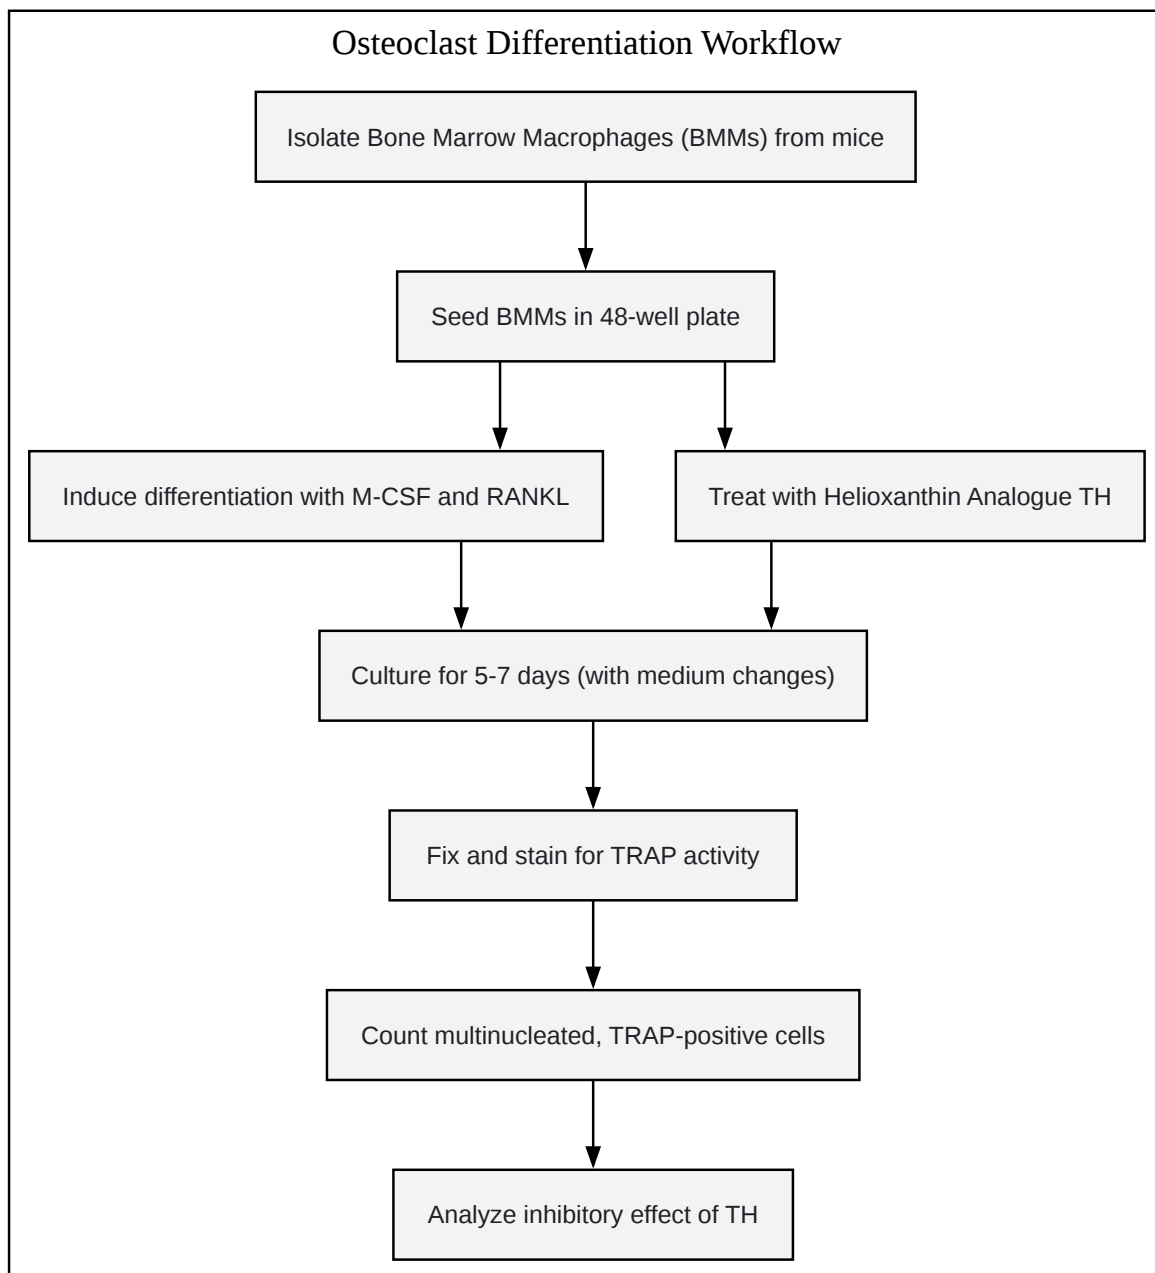 Osteoclast Differentiation Workflow
Isolate Bone Marrow Macrophages (BMMs) from mice
Seed BMMs in 48-well plate
Induce differentiation with M-CSF and RANKL
Treat with Helioxanthin Analogue TH
Culture for 5-7 days (with medium changes)
Fix and stain for TRAP activity
Count multinucleated, TRAP-positive cells
Analyze inhibitory effect of TH